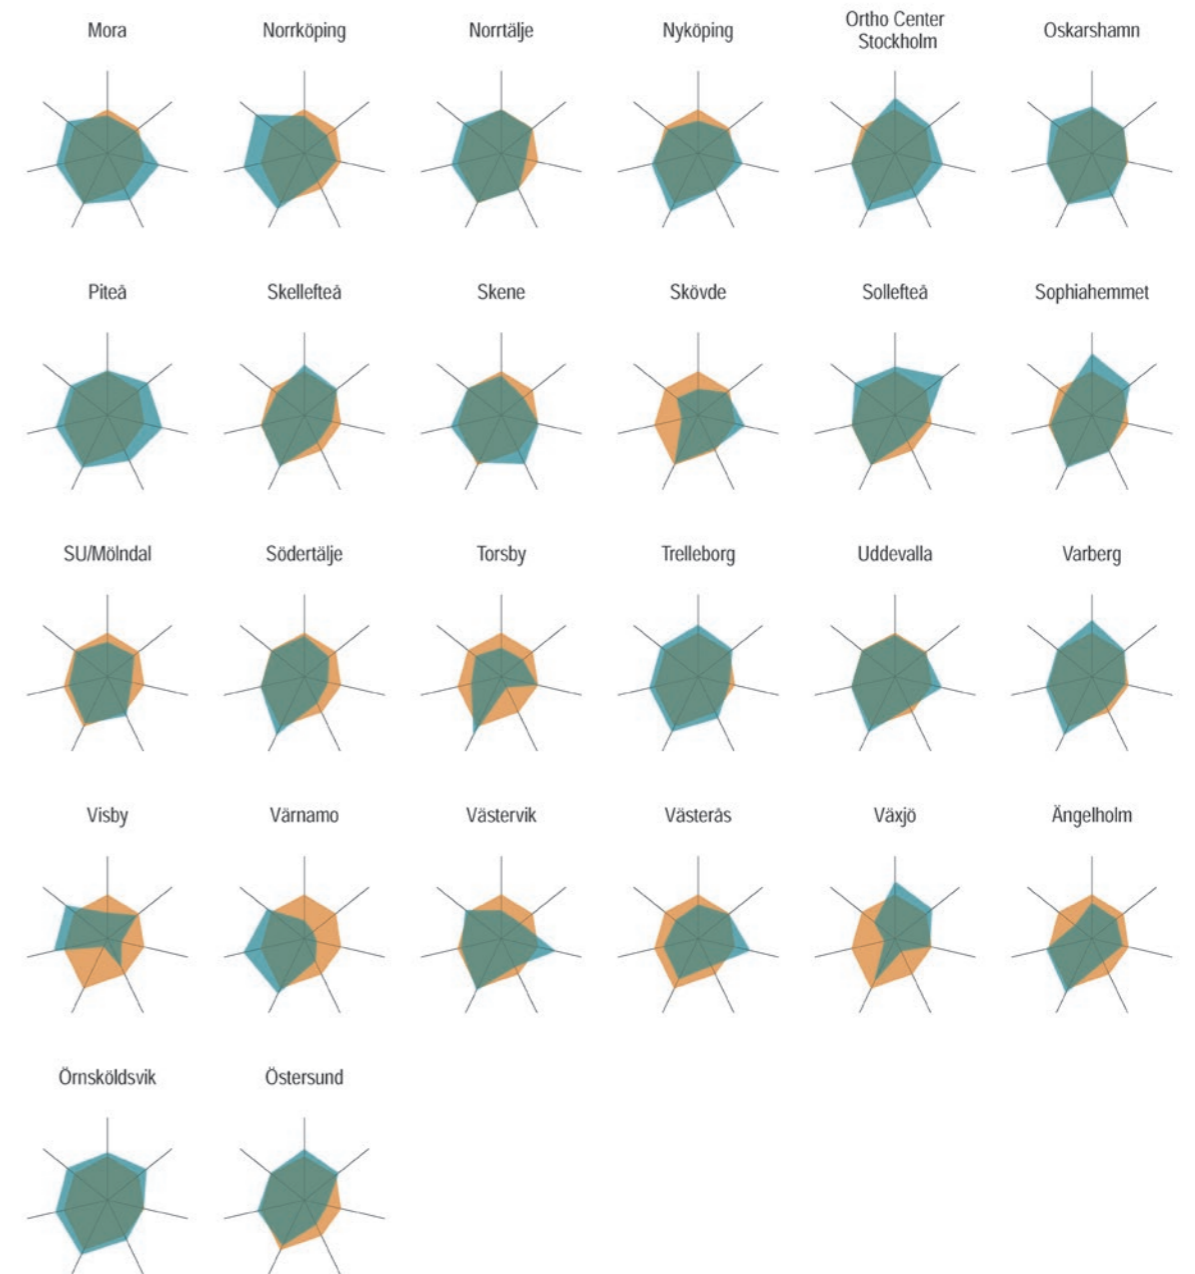 Mora
Norrköping
Norrtälje
Nyköping
Ortho Center
Stockholm
Oskarshamn
Piteå
Skellefteå
Skene
Skövde
Sollefteå
Sophiahemmet
SU/Mölndal
Södertälje
Torsby
Trelleborg
Uddevalla
Varberg
Visby
Värnamo
Västervik
Västerås
Växjö
Ängelholm
Örnsköldsvik
Östersund